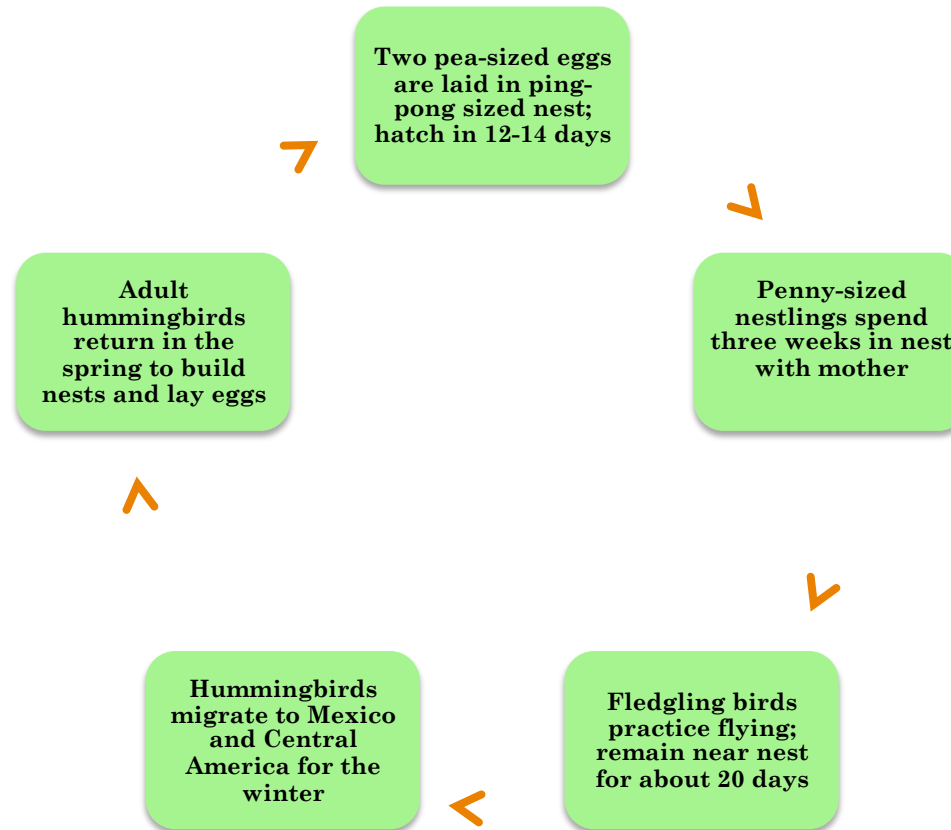 Two pea-sized eggs
are laid in ping-
pong sized nest;
hatch in 12-14 days
Penny-sized
nestlings spend
three weeks in nest
with mother
Fledgling birds
practice flying;
remain near nest
for about 20 days
Hummingbirds
migrate to Mexico
and Central
America for the
winter
Adult
hummingbirds
return in the
spring to build
nests and lay eggs